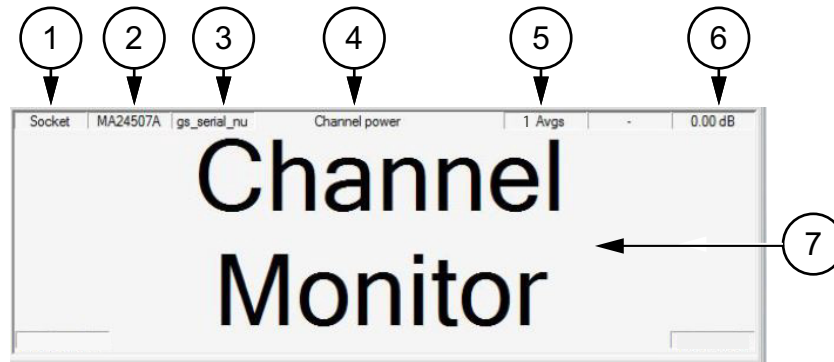 1 2 3 4 5 6
Socket MA24507A gs_serial_nu Channel power 1 Avgs - 0.00 dB
Channel
7
Monitor